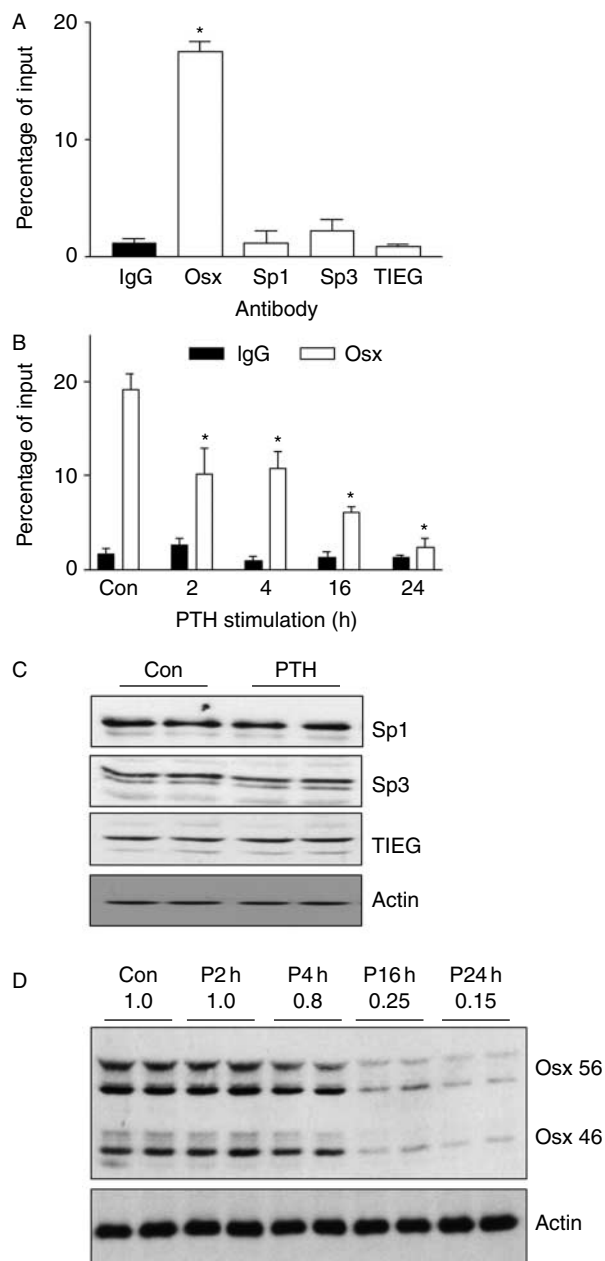 A
20
10
0
Percentage of input
*
IgG Osx Sp1 Sp3 TIEG
Antibody
B
IgG Osx
20
10
0
Percentage of input
* * * *
Con 2 4 16 24
PTH stimulation (h)
C
Con PTH
Sp1
Sp3
TIEG
Actin
D
Con P2 h P4 h P16 h P24 h
1.0 1.0 0.8 0.25 0.15
Osx 56
Osx 46
Actin